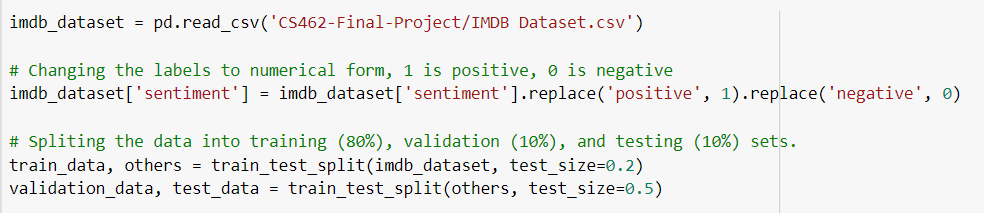 imdb_dataset = pd.read_csv('CS462-Final-Project/IMDB Dataset.csv')
# Changing the labels to numerical form, 1 is positive, 0 is negative
imdb_dataset['sentiment'] = imdb_dataset['sentiment'].replace('positive', 1).replace('negative', 0)
# Spliting the data into training (80%), validation (10%), and testing (10%) sets.
train_data, others = train_test_split(imdb_dataset, test_size=0.2)
validation_data, test_data = train_test_split(others, test_size=0.5)